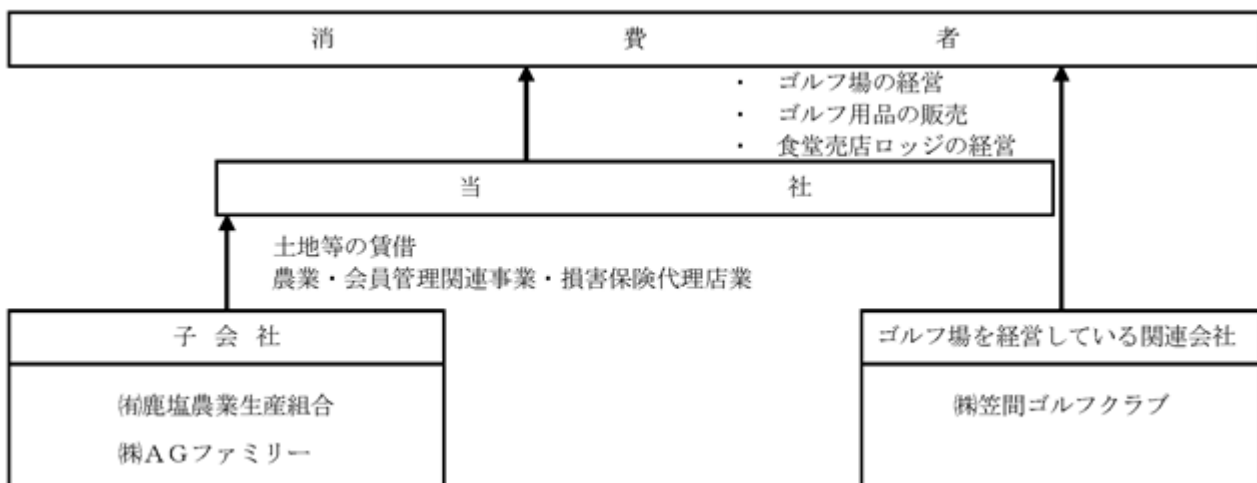 消費者
・ ゴルフ場の経営
・ ゴルフ用品の販売
・ 食堂売店ロッジの経営
当社
土地等の賃借
農業・会員管理関連事業・損害保険代理店業
子会社
㈲鹿塩農業生産組合
㈱ＡＧファミリー
ゴルフ場を経営している関連会社
㈱笠間ゴルフクラブ